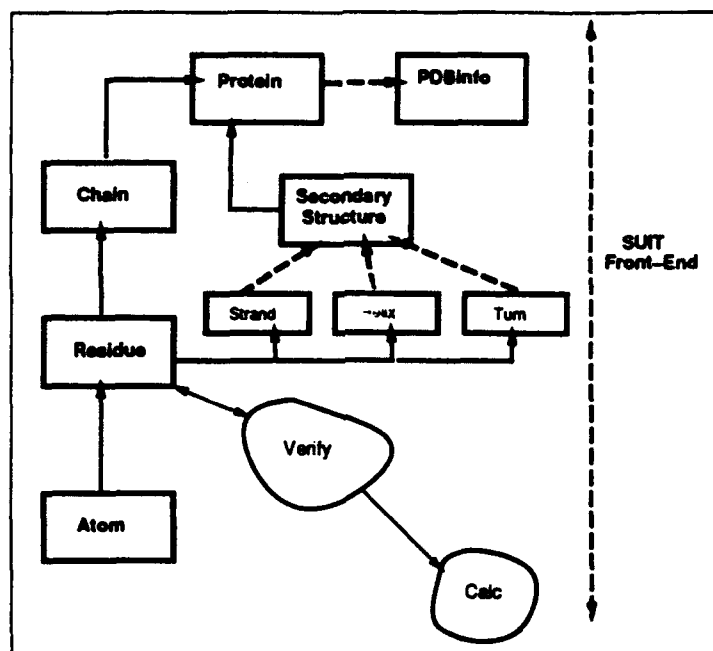 Protein
PDBinfo
Chain
Secondary
Structure
SUIT
Front-End
Strand
Turn
Residue
Verify
Atom
Calc